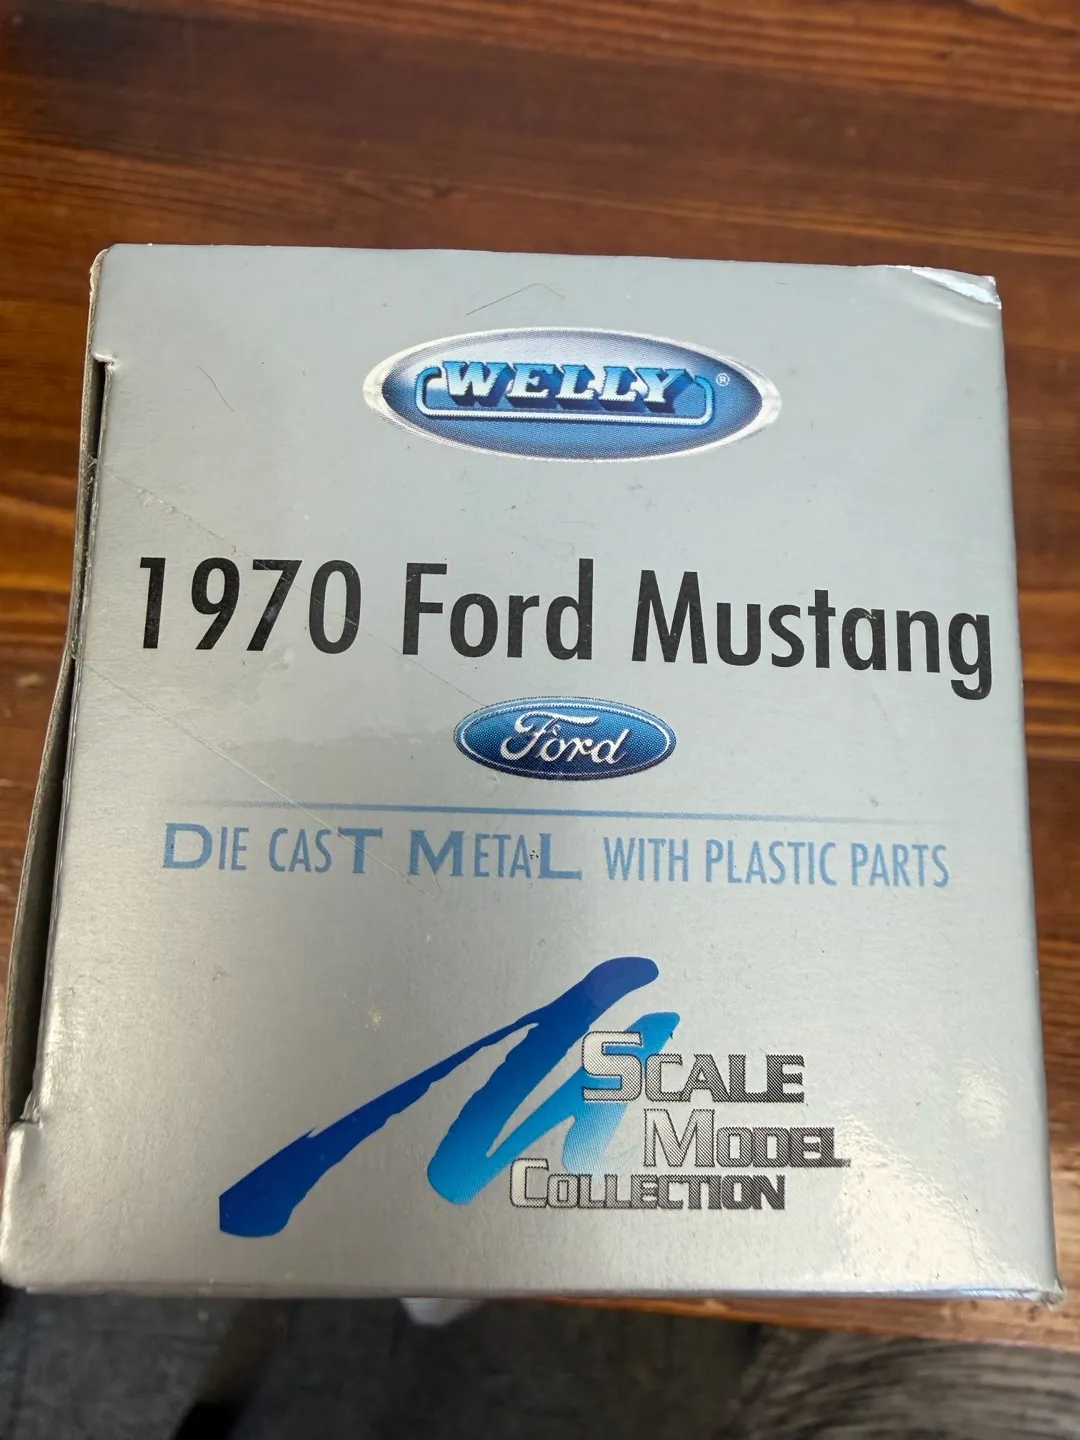 WELLY®
1970 Ford Mustang
Ford
DIE CAST METAL WITH PLASTIC PARTS
SCALE
MODEL
COLLECTION